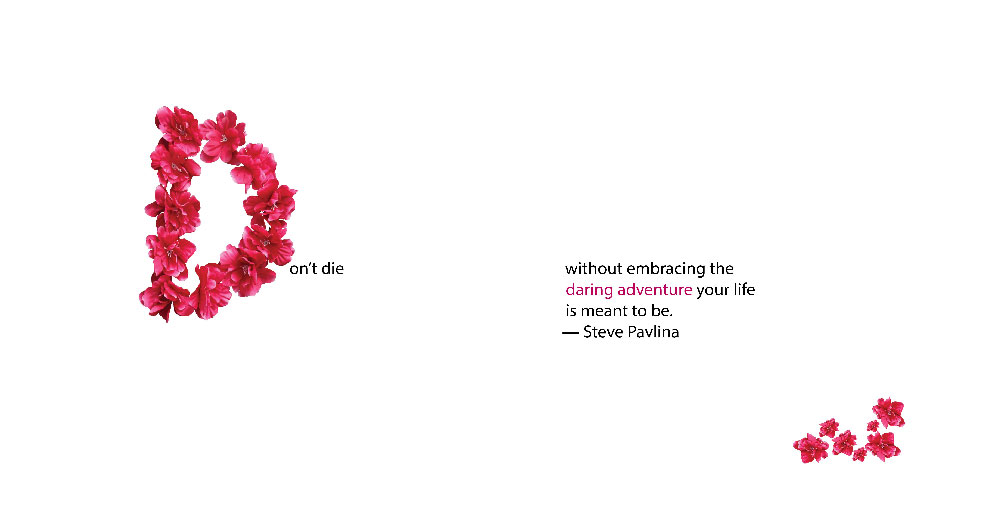 Don't die
without embracing the
daring adventure your life
is meant to be.
— Steve Pavlina